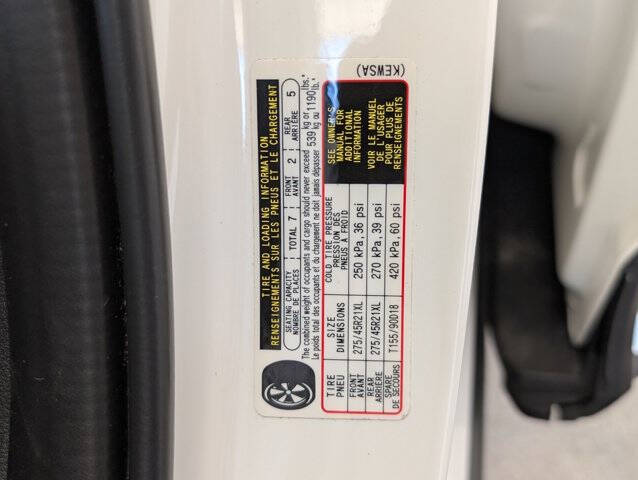 TIRE AND LOADING INFORMATION
RENSEIGNEMENTS SUR LES PNEUS ET LE CHARGEMENT
SEATING CAPACITY
NOMBRE DE PLACES
TOTAL 7
FRONT
AVANT
2
REAR
ARRIÈRE
5
The combined weight of occupants and cargo should never exceed 539 kg or 1190 lbs.*
Le poids total des occupants et du chargement ne doit jamais dépasser 539 kg ou 1190 lb.*
TIRE
PNEU
SIZE
DIMENSIONS
COLD TIRE PRESSURE
PRESSION DES
PNEUS À FROID
FRONT
AVANT
275/45R21XL
250 kPa, 36 psi
REAR
ARRIÈRE
275/45R21XL
270 kPa, 39 psi
SPARE
DE SECOURS
T155/90D18
420 kPa, 60 psi
SEE OWNER'S
MANUAL FOR
ADDITIONAL
INFORMATION
VOIR LE MANUEL
DE L'USAGER
POUR PLUS DE
RENSEIGNEMENTS
(KEWSA)